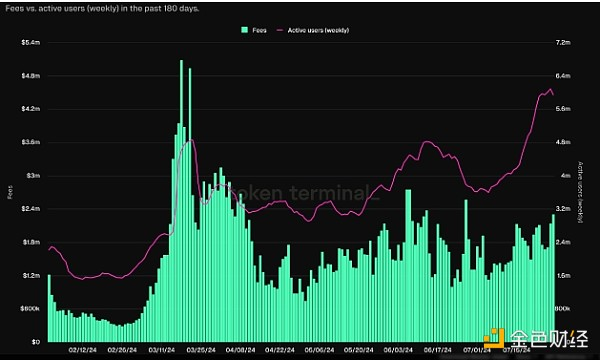 Fees vs. active users (weekly) in the past 180 days.
Fees Active users (weekly)
$5.4m 7.2m
$4.8m 6.4m
$4.2m 5.6m
$3.6m 4.8m
$3m 4m
$2.4m 3.2m
$1.8m 2.4m
$1.2m 1.5m
$600k 800k
$0 0
Fees
Active users (weekly)
token terminal_
02/12/24 02/26/24 03/11/24 03/25/24 04/08/24 04/22/24 05/06/24 05/20/24 06/03/24 06/17/24 07/01/24 07/15/24
金色财经